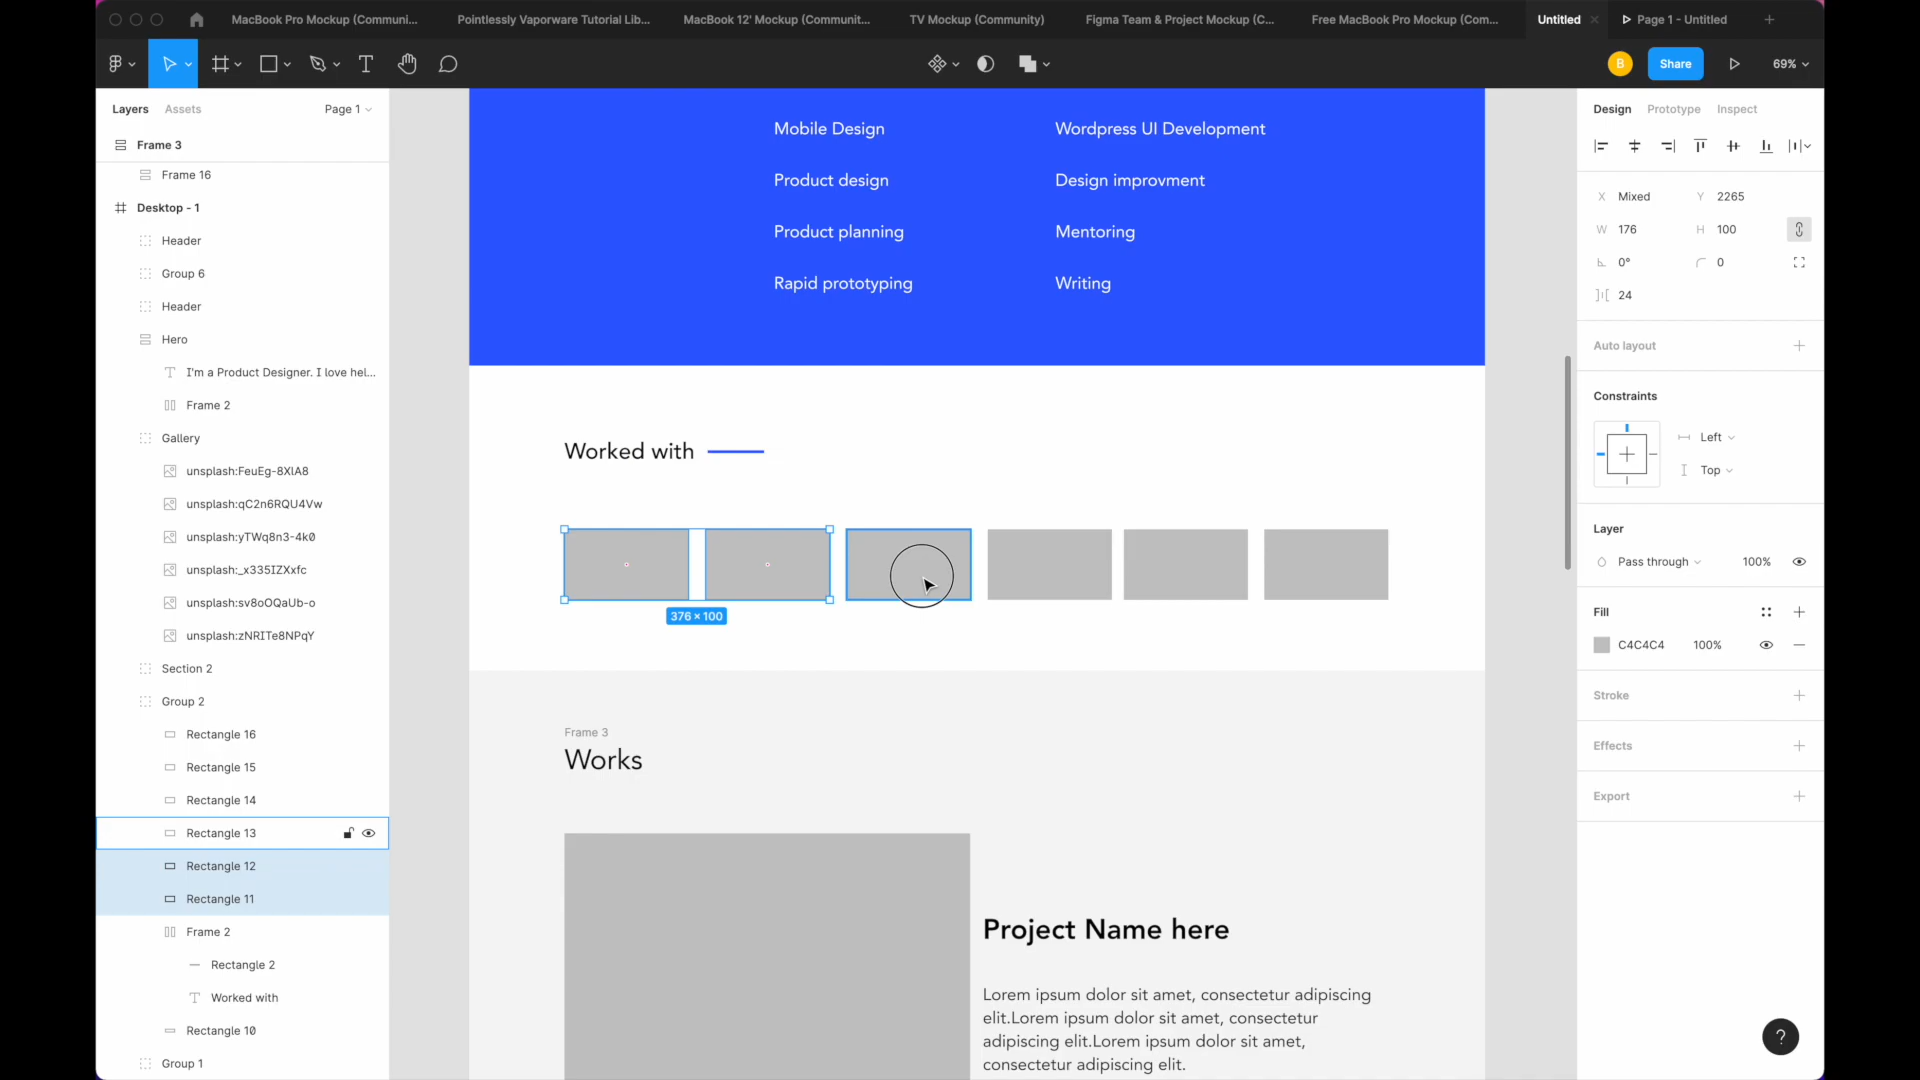 MacBook Pro Mockup (Communi...
Pointlessly Vaporware Tutorial Lib...
MacBook 12' Mockup (Communit...
TV Mockup (Community)
Figma Team & Project Mockup (C...
Free MacBook Pro Mockup (Com...
Untitled
Page 1 - Untitled
B
Share
69%
Layers
Assets
Page 1
Frame 3
Frame 16
Desktop - 1
Header
Group 6
Header
Hero
I'm a Product Designer. I love hel...
Frame 2
Gallery
unsplash:FeuEg-8XlA8
unsplash:qC2n6RQU4Vw
unsplash:yTWq8n3-4k0
unsplash:_x335IZXxfc
unsplash:sv8oOQaUb-o
unsplash:zNRITe8NPqY
Section 2
Group 2
Rectangle 16
Rectangle 15
Rectangle 14
Rectangle 13
Rectangle 12
Rectangle 11
Frame 2
Rectangle 2
Worked with
Rectangle 10
Group 1
Mobile Design
Wordpress UI Development
Product design
Design improvment
Product planning
Mentoring
Rapid prototyping
Writing
Worked with
376 × 100
Frame 3
Works
Project Name here
Lorem ipsum dolor sit amet, consectetur adipiscing
elit.Lorem ipsum dolor sit amet, consectetur
adipiscing elit.Lorem ipsum dolor sit amet,
consectetur adipiscing elit.
Design
Prototype
Inspect
X Mixed
Y 2265
W 176
H 100
0°
0
24
Auto layout
Constraints
Left
Top
Layer
Pass through
100%
Fill
C4C4C4
100%
Stroke
Effects
Export
?